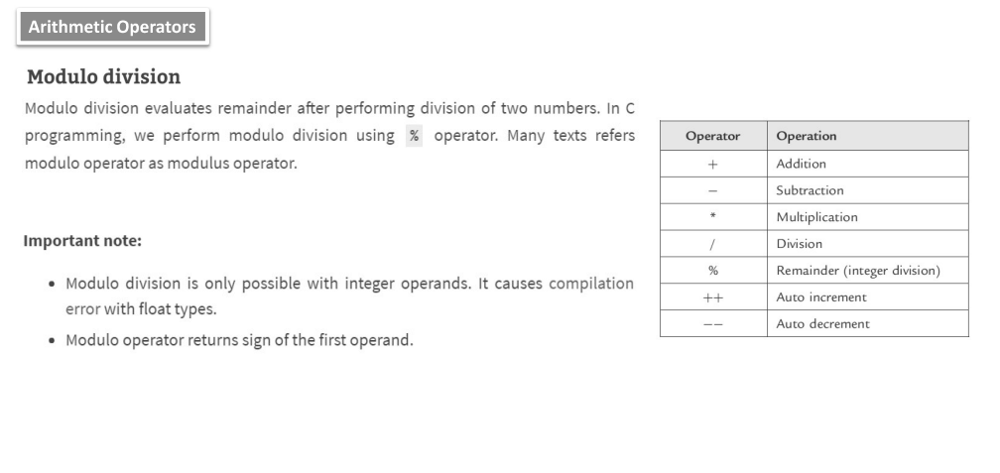 Arithmetic Operators
Modulo division
Modulo division evaluates remainder after performing division of two numbers. In C
programming, we perform modulo division using % operator. Many texts refers
modulo operator as modulus operator.
Important note:
• Modulo division is only possible with integer operands. It causes compilation
error with float types.
• Modulo operator returns sign of the first operand.
Operator Operation
+ Addition
− Subtraction
* Multiplication
/ Division
% Remainder (integer division)
++ Auto increment
−− Auto decrement